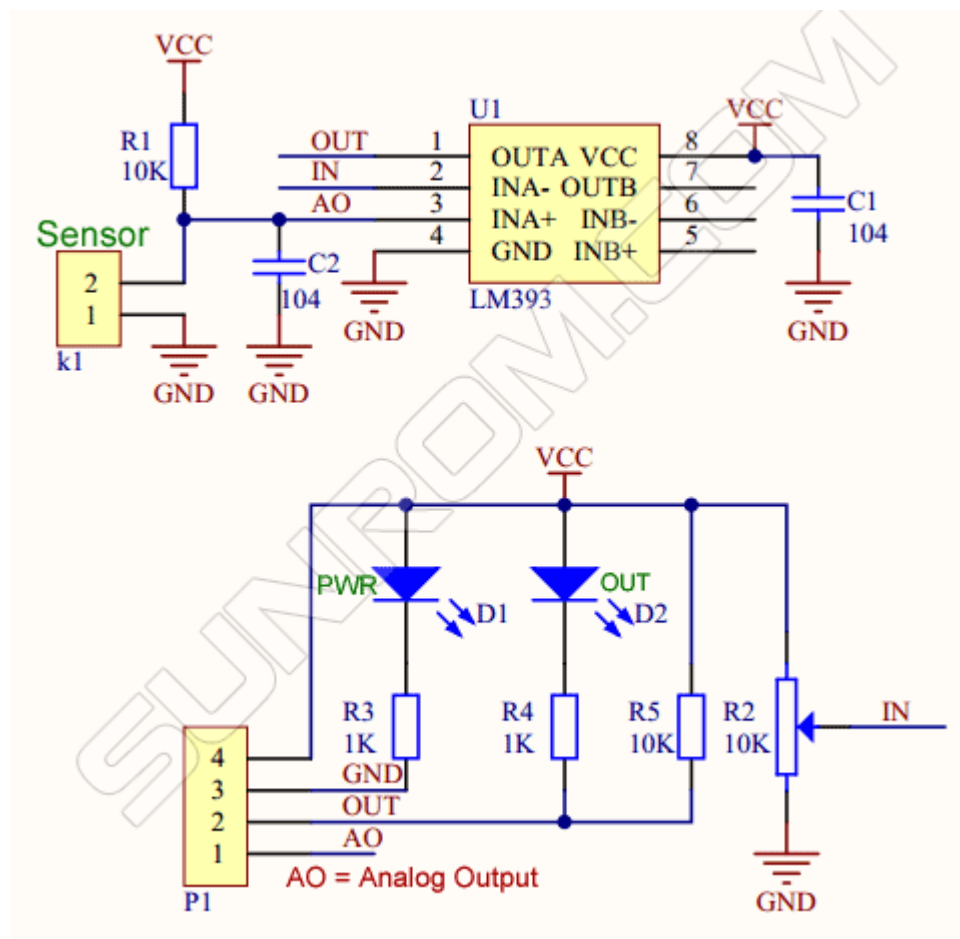 VCC
R1
10K
Sensor
2
1
k1
GND
GND
C2
104
OUT
IN
AO
1
2
3
4
GND
U1
OUTA VCC
INA- OUTB
INA+ INB-
GND INB+
LM393
8
7
6
5
VCC
C1
104
GND
VCC
PWR
D1
OUT
D2
R3
1K
R4
1K
R5
10K
R2
10K
IN
GND
4
3
2
1
P1
GND
OUT
AO
AO = Analog Output
SUNROM.COM